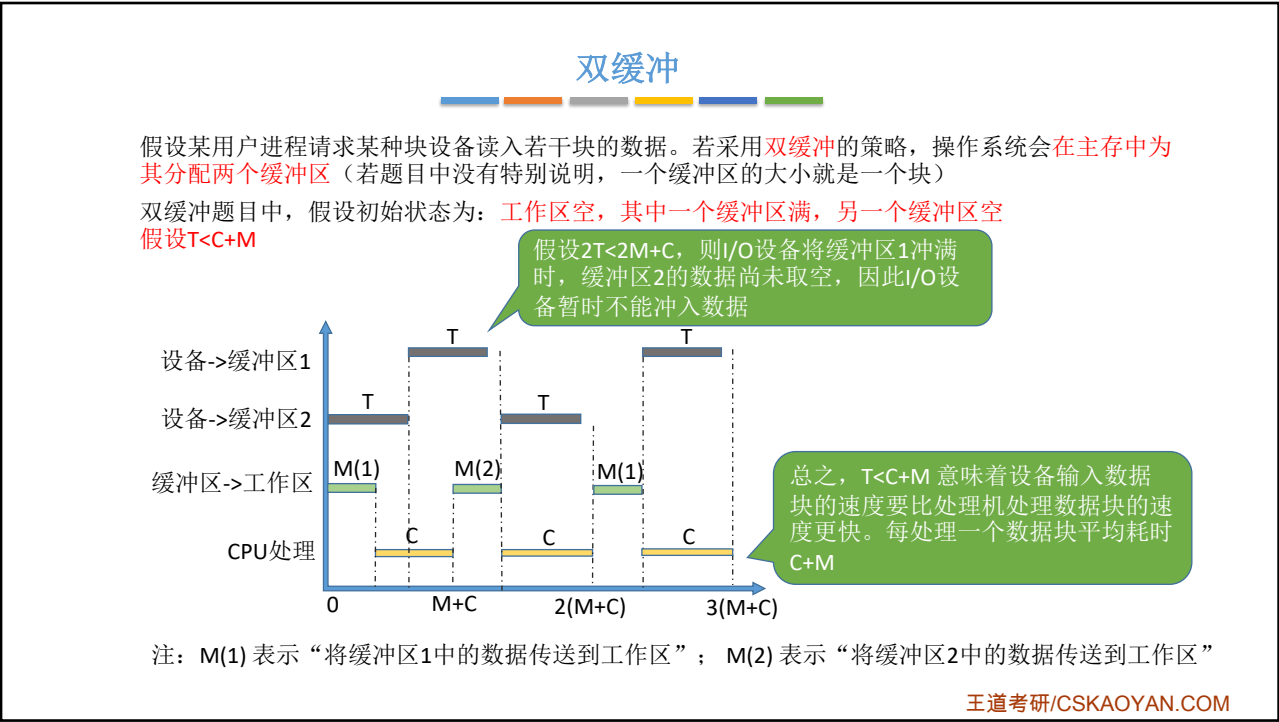 双缓冲
假设某用户进程请求某种块设备读入若干块的数据。若采用双缓冲的策略，操作系统会在主存中为
其分配两个缓冲区（若题目中没有特别说明，一个缓冲区的大小就是一个块）
双缓冲题目中，假设初始状态为：工作区空，其中一个缓冲区满，另一个缓冲区空
假设T<C+M
假设2T<2M+C，则I/O设备将缓冲区1冲满
时，缓冲区2的数据尚未取空，因此I/O设
备暂时不能冲入数据
设备->缓冲区1
T
T
设备->缓冲区2
T
T
缓冲区->工作区
M(1)
M(2)
M(1)
CPU处理
C
C
C
总之，T<C+M 意味着设备输入数据
块的速度要比处理机处理数据块的速
度更快。每处理一个数据块平均耗时
C+M
0
M+C
2(M+C)
3(M+C)
注：M(1) 表示“将缓冲区1中的数据传送到工作区”； M(2) 表示“将缓冲区2中的数据传送到工作区”
王道考研/CSKAOYAN.COM